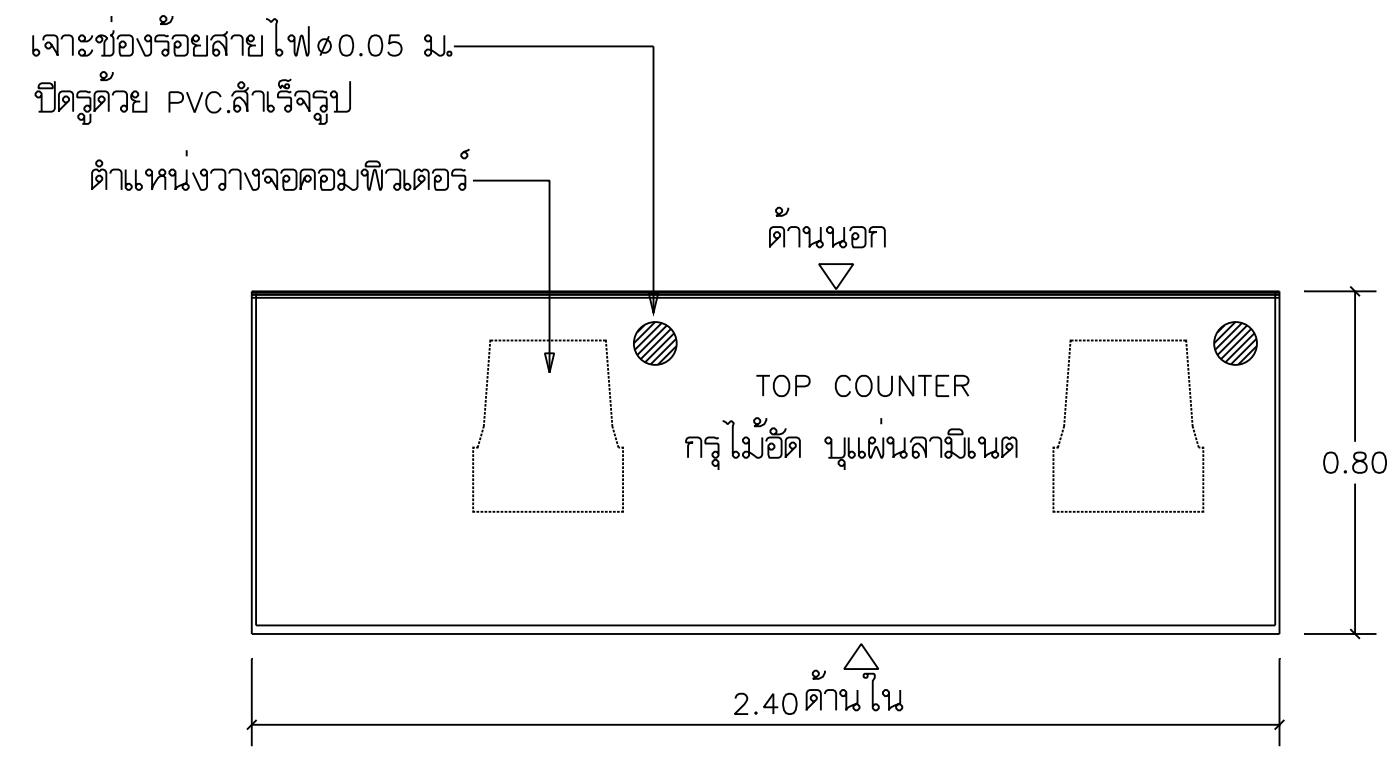 เจาะช่องร้อยสายไฟø0.05 ม.
ปิดรูด้วย PVC.สำเร็จรูป
ตำแหน่งวางจอคอมพิวเตอร์
ด้านนอก
TOP COUNTER
กรุไม้อัด บุแผ่นลามิเนต
0.80
2.40 ด้านใน